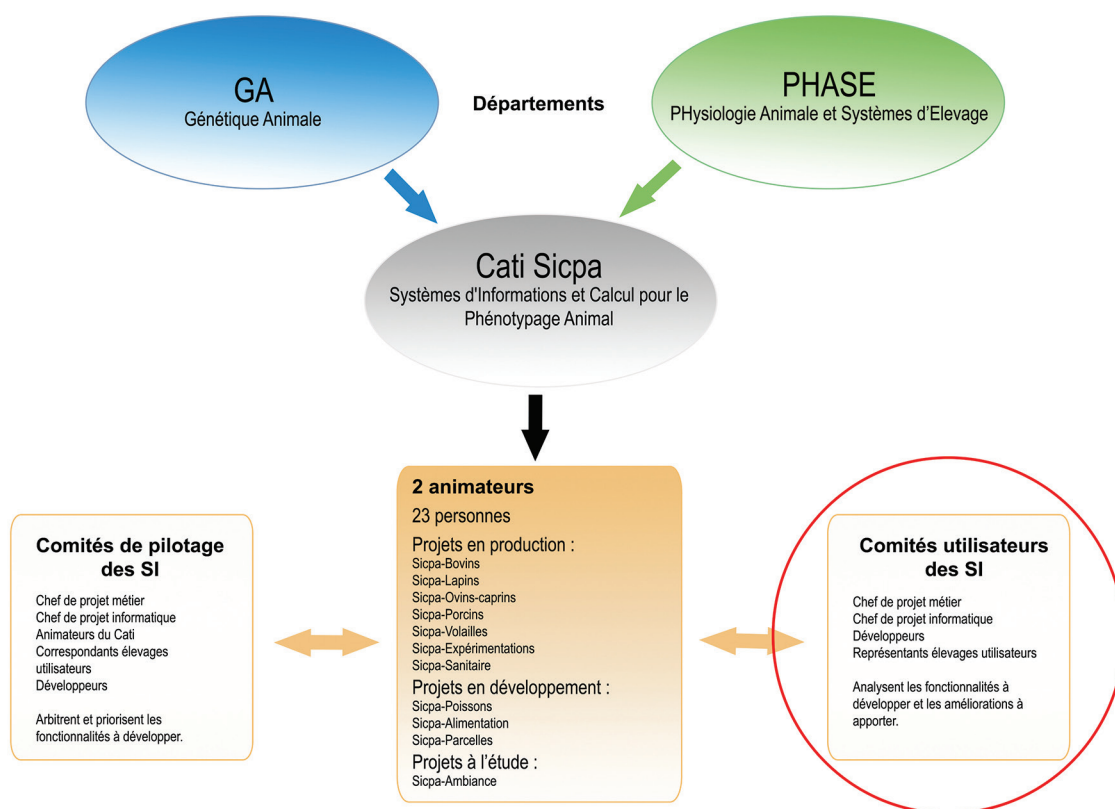 GA
Génétique Animale
Départements
PHASE
PHysiologie Animale et Systèmes d'Elevage
Cati Sicpa
Systèmes d'Informations et Calcul pour le
Phénotypage Animal
Comités de pilotage
des SI
Chef de projet métier
Chef de projet informatique
Animateurs du Cati
Correspondants élevages
utilisateurs
Développeurs
Arbitrent et priorisent les
fonctionnalités à développer.
2 animateurs
23 personnes
Projets en production :
Sicpa-Bovins
Sicpa-Lapins
Sicpa-Ovins-caprins
Sicpa-Porcins
Sicpa-Volailles
Sicpa-Expérimentations
Sicpa-Sanitaire
Projets en développement :
Sicpa-Poissons
Sicpa-Alimentation
Sicpa-Parcelles
Projets à l'étude :
Sicpa-Ambiance
Comités utilisateurs
des SI
Chef de projet métier
Chef de projet informatique
Développeurs
Représentants élevages utilisateurs
Analysent les fonctionnalités à
développer et les améliorations à
apporter.